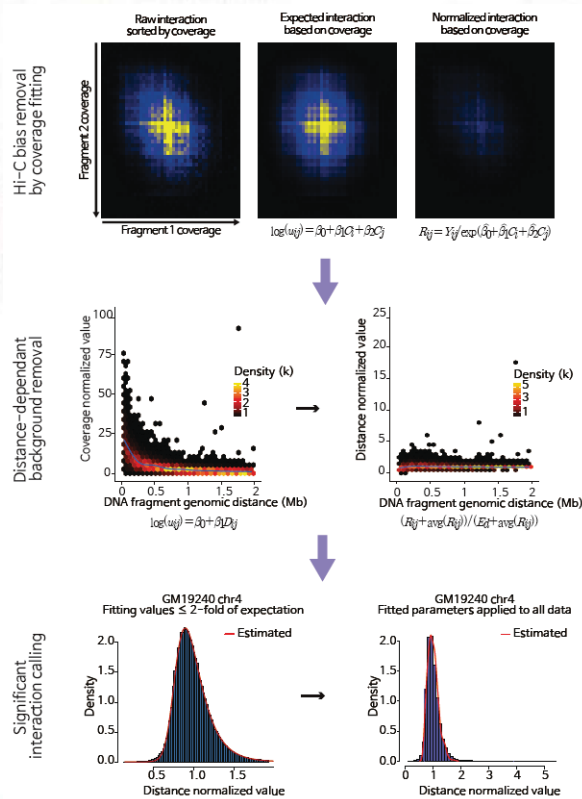 Hi-C bias removal
by coverage fitting
Raw interaction
sorted by coverage
Expected interaction
based on coverage
Normalized interaction
based on coverage
Fragment 2 coverage
Fragment 1 coverage
log(uij) = β0+β1Ci+β2Cj
Rij = Yij/exp(β̂0+β̂1Ci+β̂2Cj)
Distance-dependant
background removal
Coverage normalized value
100
75
50
25
0
Density (k)
4
3
2
1
0
0.5
1.0
1.5
2
DNA fragment genomic distance (Mb)
log(uij) = β0+β1Dij
Distance normalized value
25
20
15
10
5
0
Density (k)
5
3
2
1
0
0.5
1.0
1.5
2
DNA fragment genomic distance (Mb)
(Rij+avg(Rij))/(Ed+avg(Rij))
Significant
interaction calling
GM19240 chr4
Fitting values ≤ 2-fold of expectation
Estimated
Density
2.0
1.5
1.0
0.5
0.0
0.5
1.0
1.5
Distance normalized value
GM19240 chr4
Fitted parameters applied to all data
Estimated
Density
2.0
1.5
1.0
0.5
0.0
0
1
2
3
4
5
Distance normalized value